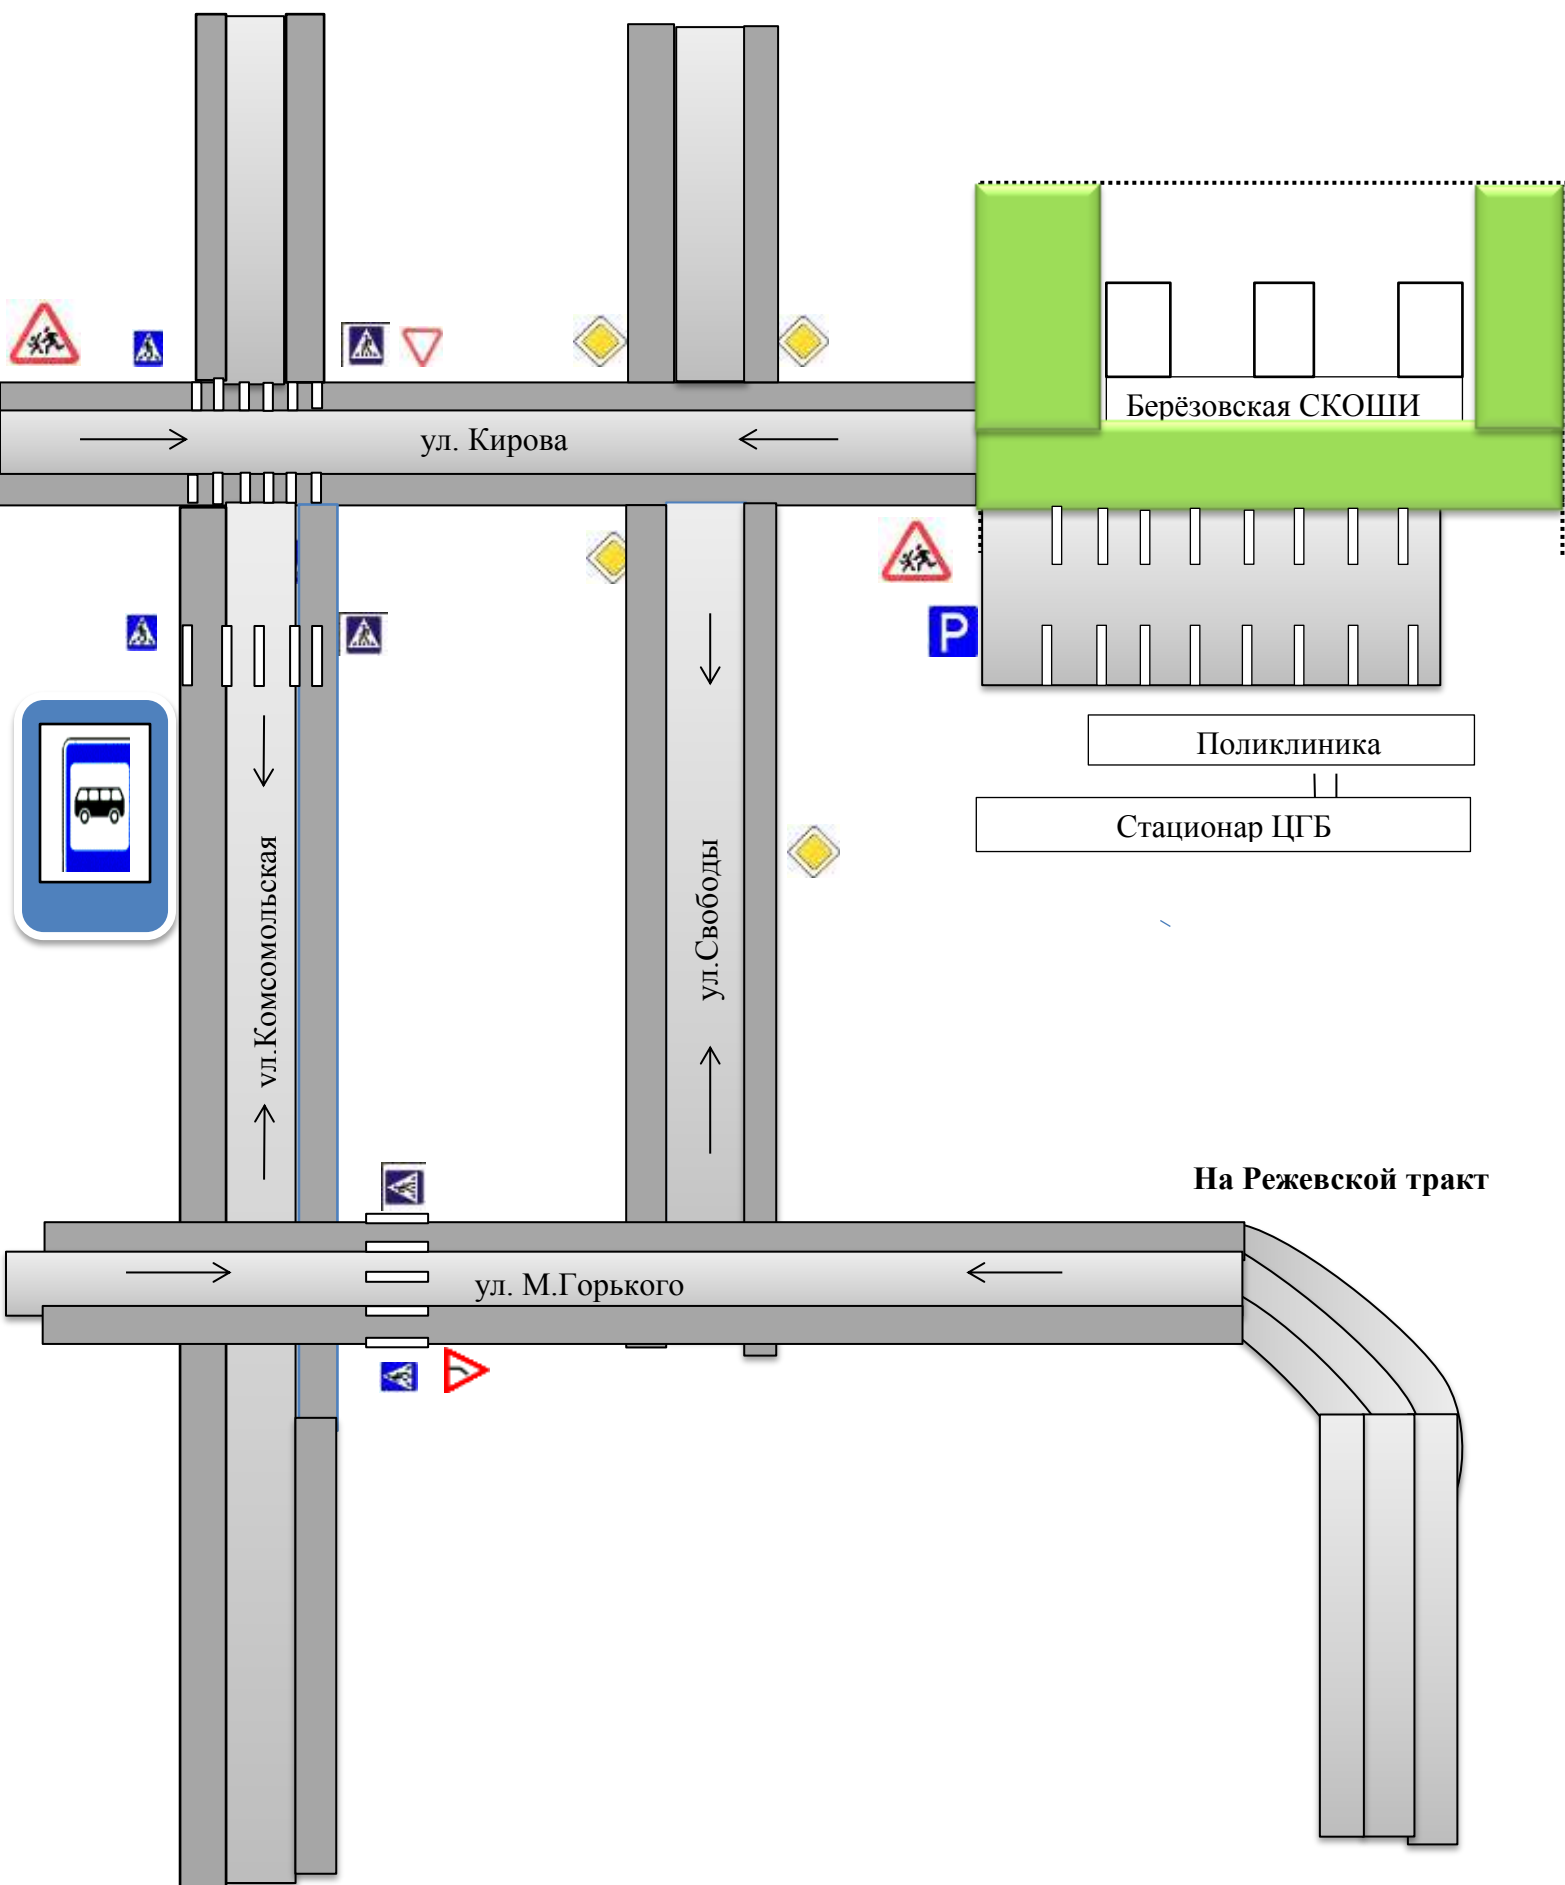 Берёзовская СКОШИ
ул. Кирова
P
Поликлиника
Стационар ЦГБ
ул.Комсомольская
ул.Свободы
На Режевской тракт
ул. М.Горького